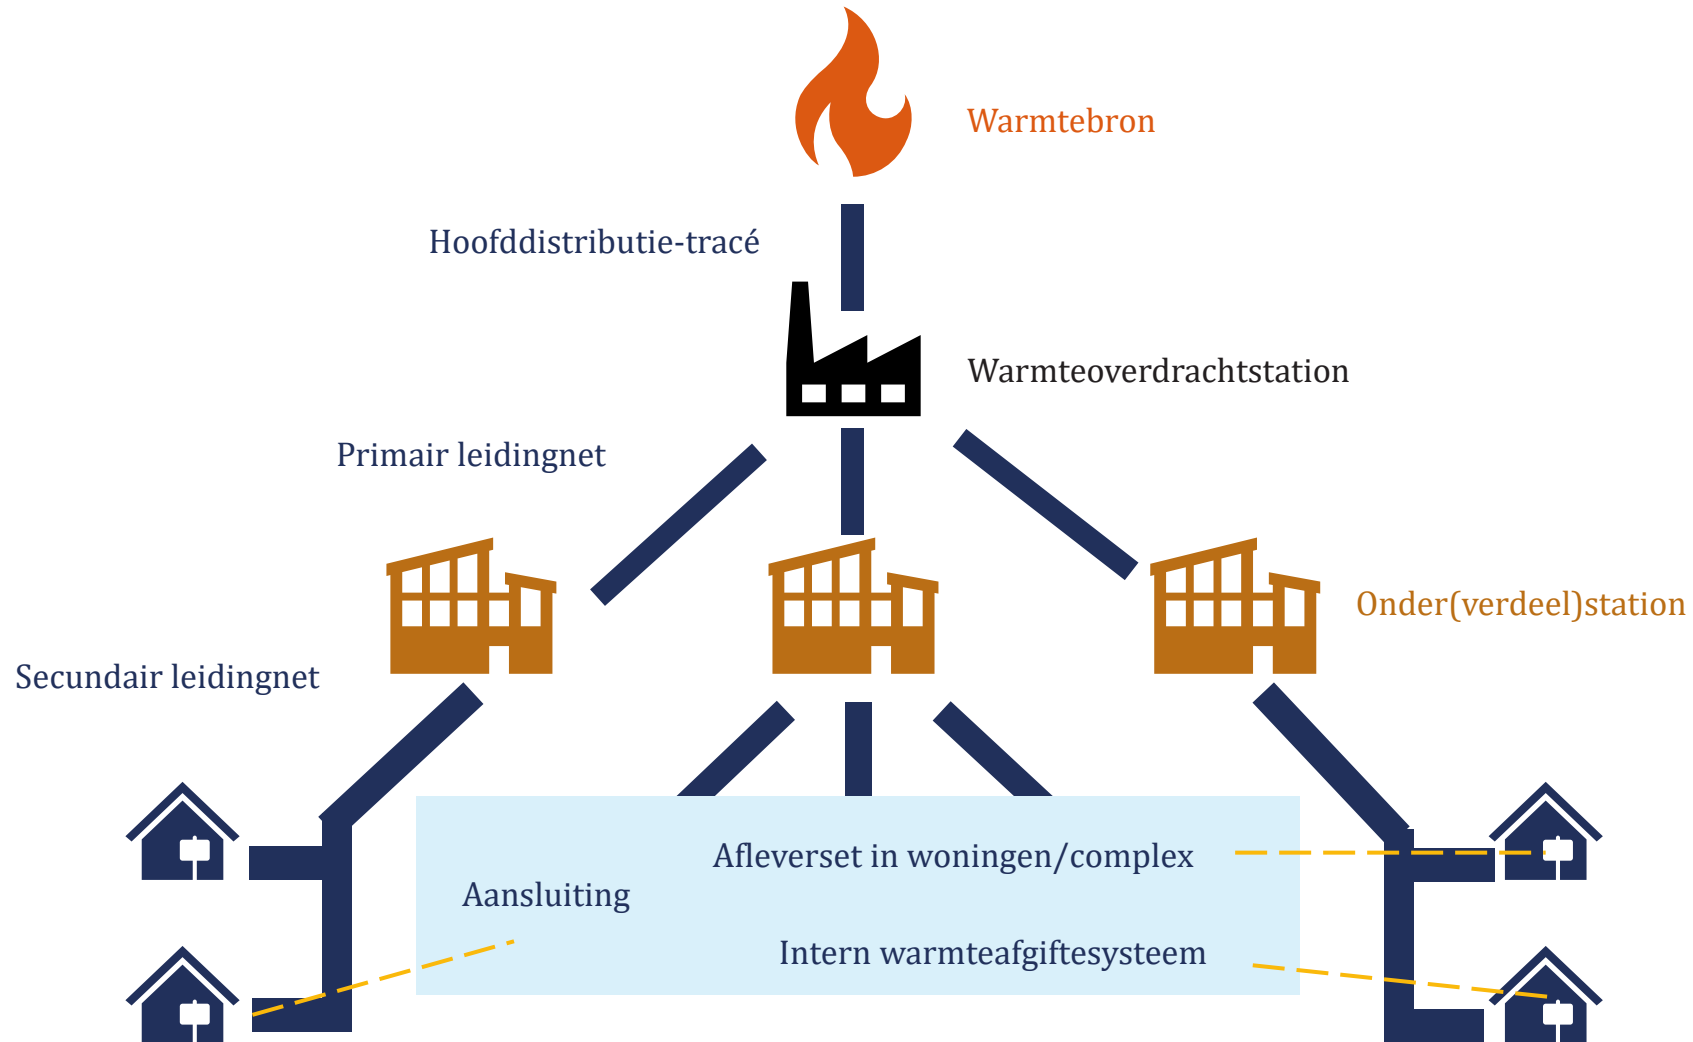 Warmtebron
Hoofddistributie-tracé
Warmteoverdrachtstation
Primair leidingnet
Onder(verdeel)station
Secundair leidingnet
Afleverset in woningen/complex
Aansluiting
Intern warmteafgiftesysteem